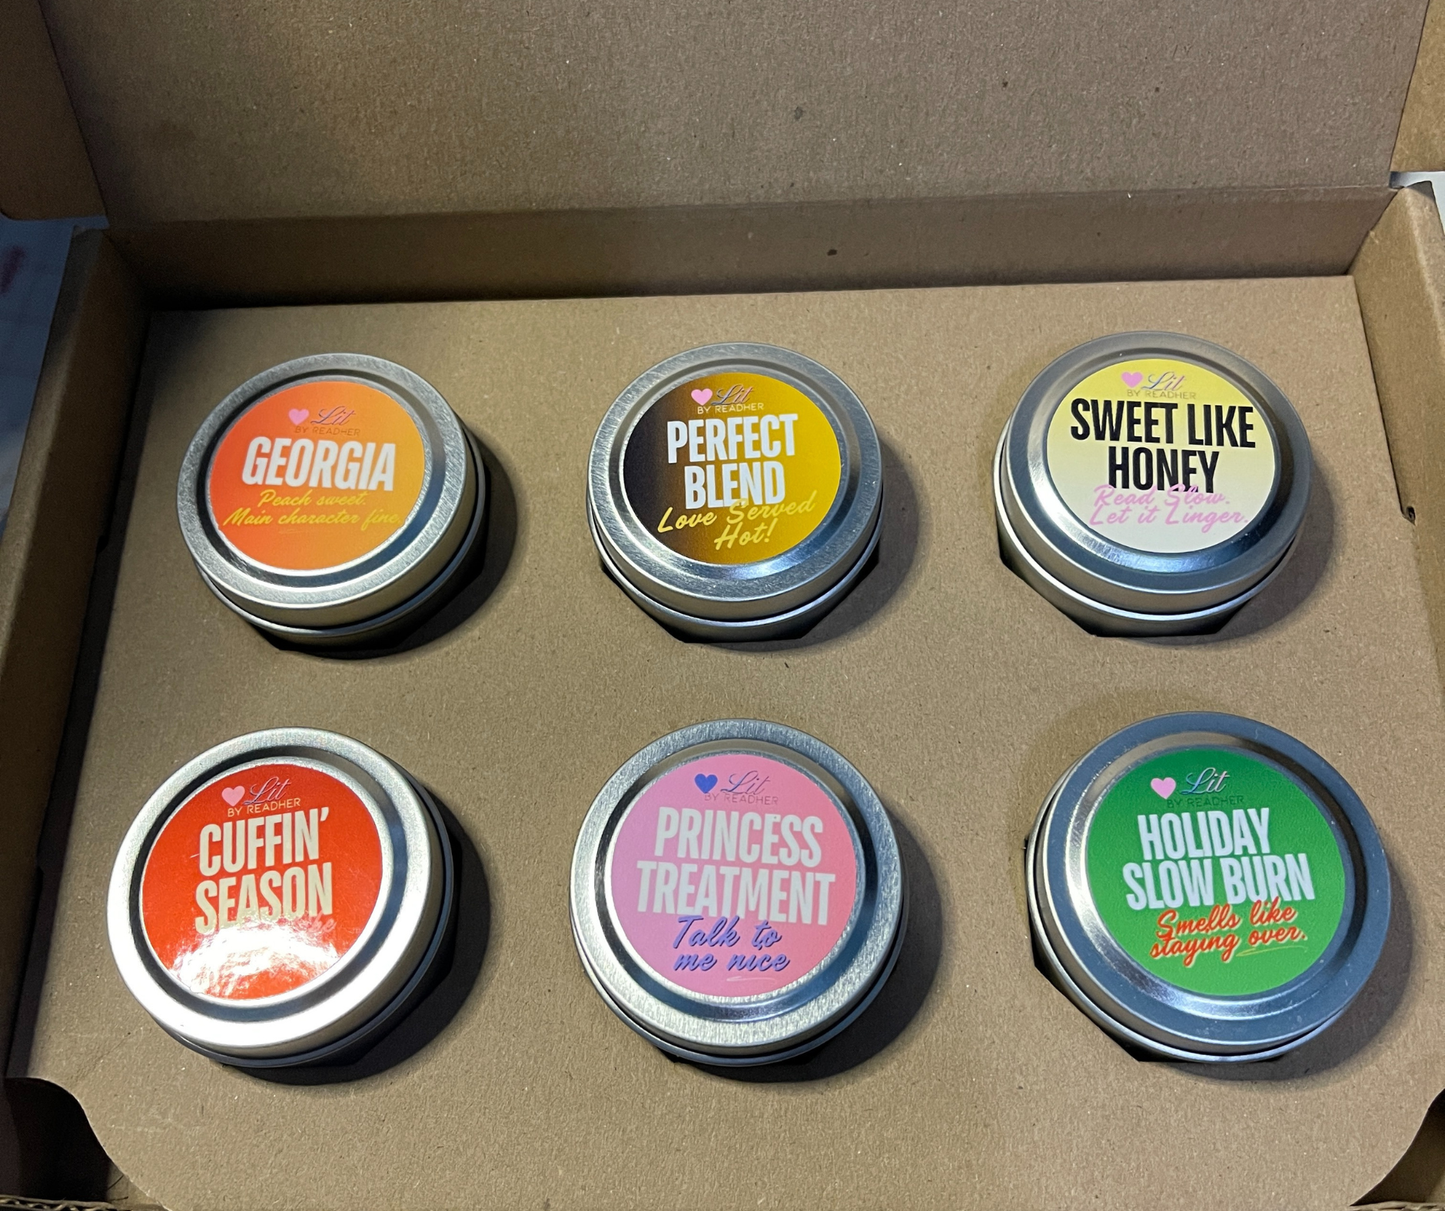 Lit
BY READHER
GEORGIA
Peach sweet.
Main character fine.
Lit
BY READHER
PERFECT
BLEND
Love Served
Hot!
Lit
BY READHER
SWEET LIKE
HONEY
Read Slow.
Let it Linger.
Lit
BY READHER
CUFFIN'
SEASON
Lit
BY READHER
PRINCESS
TREATMENT
Talk to
me nice
Lit
BY READHER
HOLIDAY
SLOW BURN
Smells like
staying over.